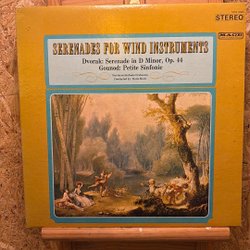 STEREO
SERENADES FOR WIND INSTRUMENTS
Dvorak: Serenade in D Minor, Op. 44
Gounod: Petite Sinfonie